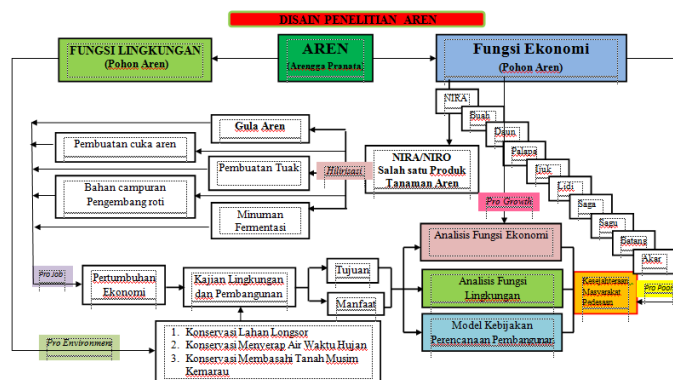 DISAIN PENELITIAN AREN
FUNGSI LINGKUNGAN
(Pohon Aren)
AREN
(Arengga Pranata)
Fungsi Ekonomi
(Pohon Aren)
NIRA
Buah
Daun
Palapa
Ijuk
Lidi
Saga
Sagu
Batang
Akar
Gula Aren
Pembuatan cuka aren
Pembuatan Tuak
Bahan campuran
Pengembang roti
Minuman
Fermentasi
Hilirisasi
NIRA/NIRO
Salah satu Produk
Tanaman Aren
Pro Growth
Analisis Fungsi Ekonomi
Analisis Fungsi
Lingkungan
Model Kebijakan
Perencanaan Pembangunan
Kesejahteraan
Masyarakat
Pedesaan
Pro Poor
Pro Job
Pertumbuhan
Ekonomi
Kajian Lingkungan
dan Pembangunan
Tujuan
Manfaat
Pro Environment
1. Konservasi Lahan Longsor
2. Konservasi Menyerap Air Waktu Hujan
3. Konservasi Membasahi Tanah Musim
Kemarau